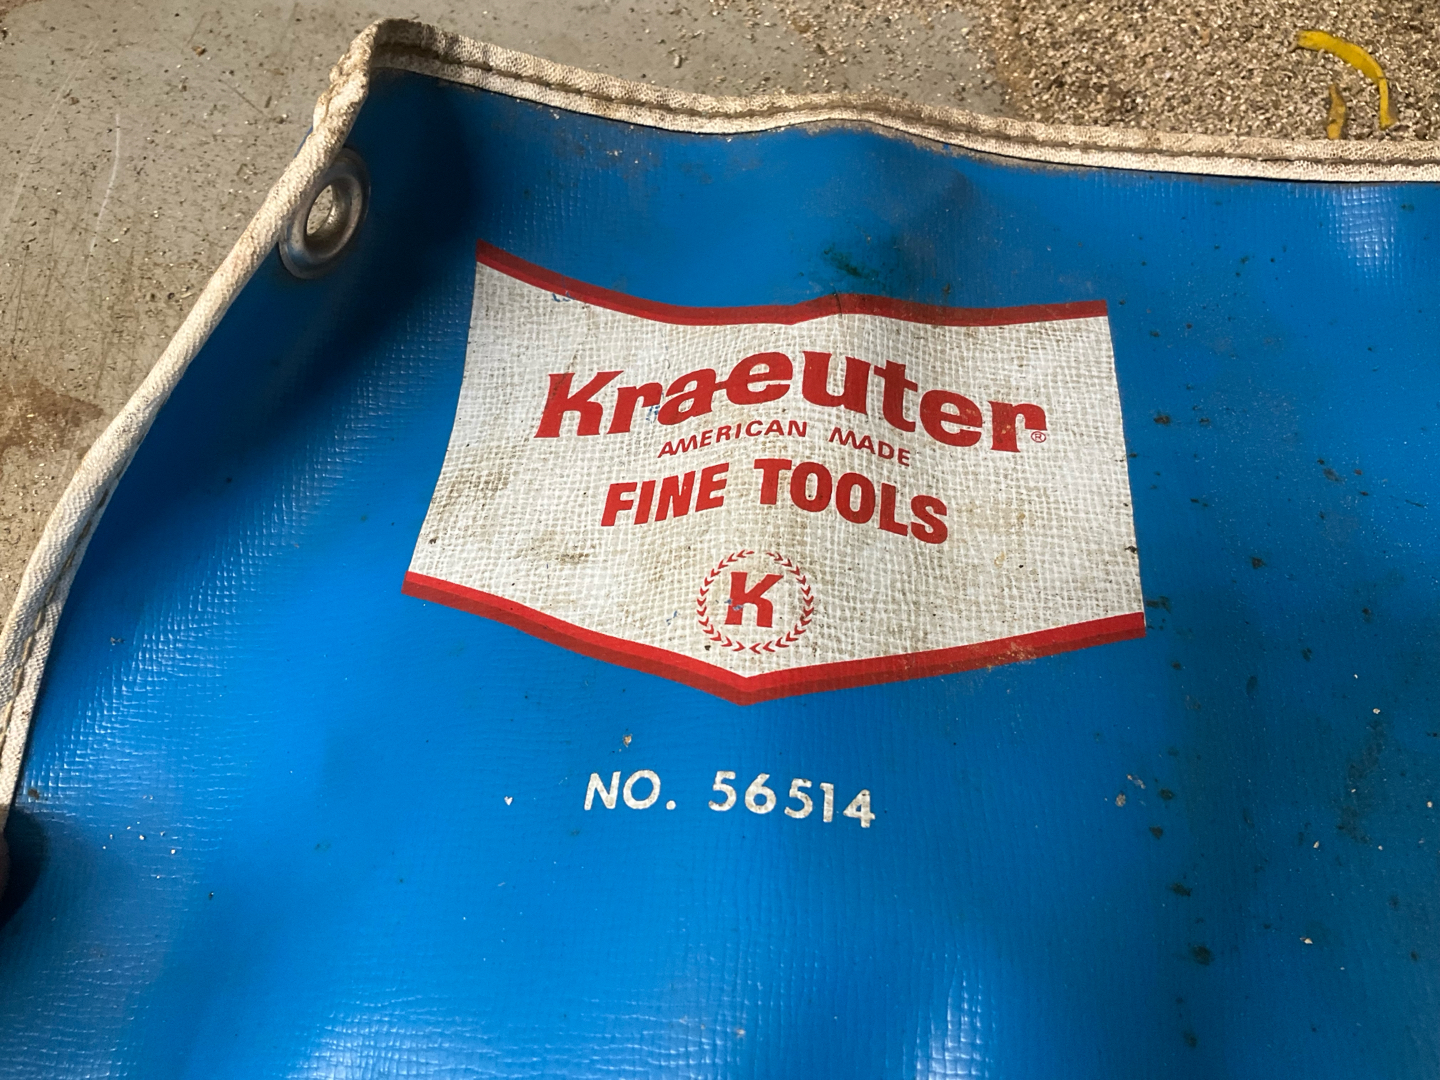 Kraeuter®
AMERICAN MADE
FINE TOOLS
K
NO. 56514